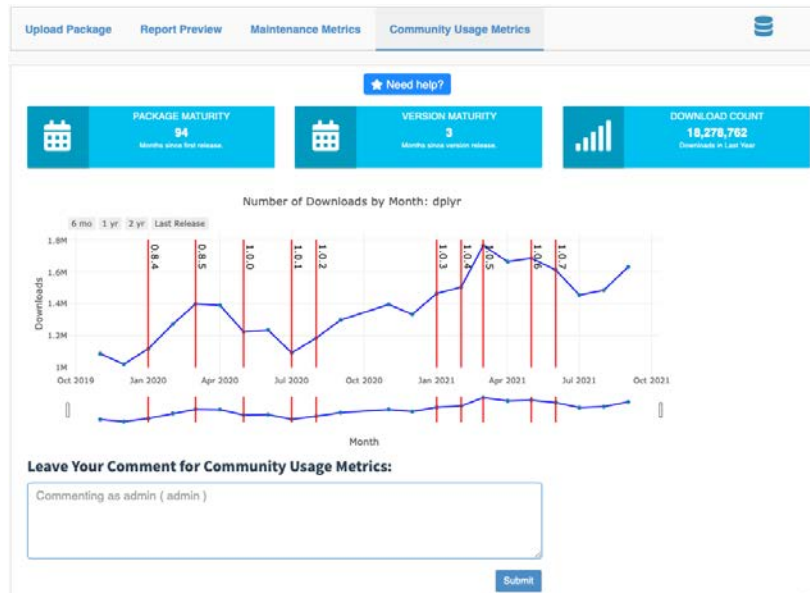 Upload Package Report Preview Maintenance Metrics Community Usage Metrics
Need help?
PACKAGE MATURITY
94
Months since first release.
VERSION MATURITY
3
Months since version release.
DOWNLOAD COUNT
18,278,762
Downloads in Last Year
Number of Downloads by Month: dplyr
6 mo 1 yr 2 yr Last Release
1.8M
1.6M
1.4M
1.2M
1M
Downloads
0.8.4
0.8.5
1.0.0
1.0.1
1.0.2
1.0.3
1.0.4
1.0.5
1.0.6
1.0.7
Oct 2019 Jan 2020 Apr 2020 Jul 2020 Oct 2020 Jan 2021 Apr 2021 Jul 2021 Oct 2021
Month
Leave Your Comment for Community Usage Metrics:
Commenting as admin ( admin )
Submit